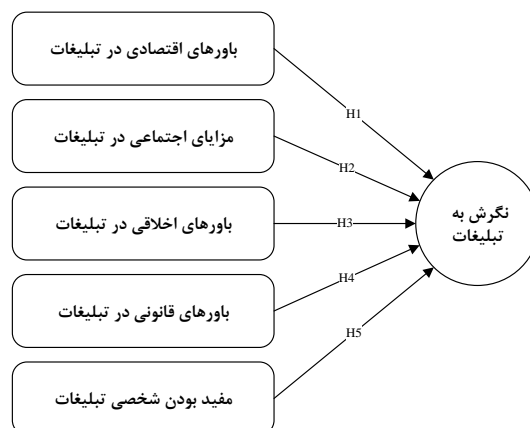 باورهای اقتصادی در تبلیغات
H1
مزایای اجتماعی در تبلیغات
H2
باورهای اخلاقی در تبلیغات
H3
نگرش به
تبلیغات
باورهای قانونی در تبلیغات
H4
مفید بودن شخصی تبلیغات
H5